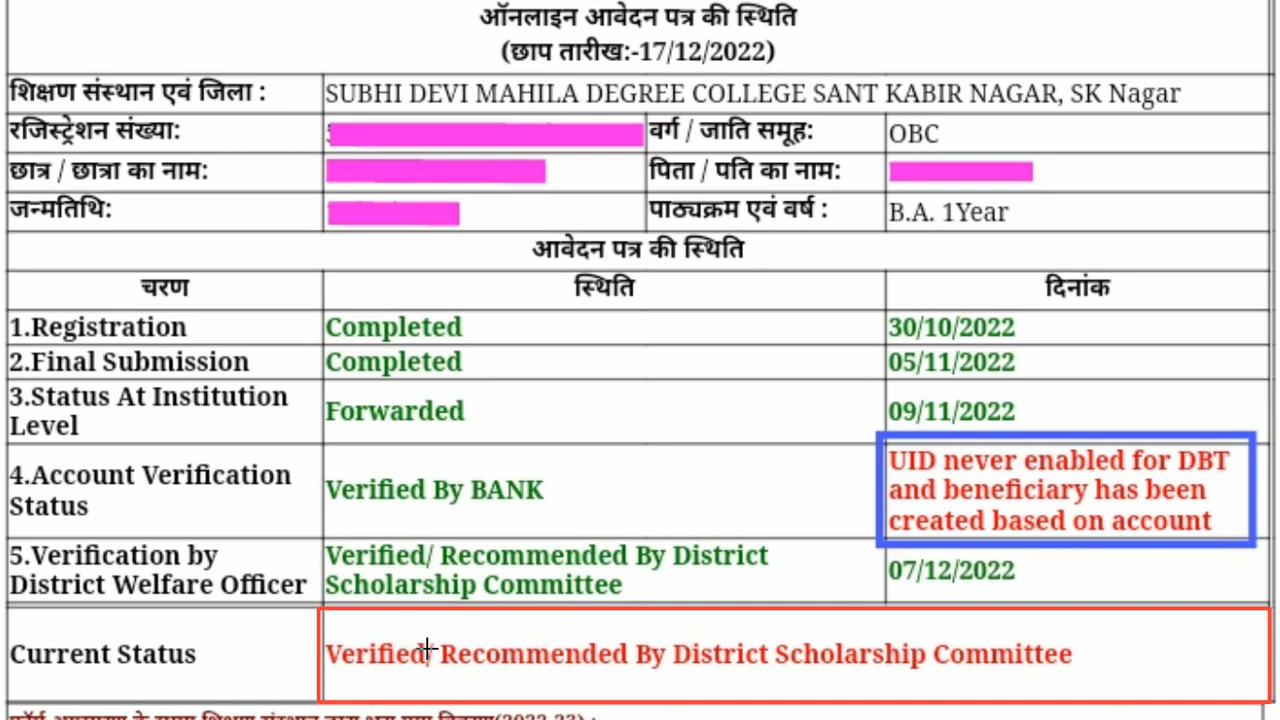 ऑनलाइन आवेदन पत्र की स्थिति
(छाप तारीख:-17/12/2022)
शिक्षण संस्थान एवं जिला : SUBHI DEVI MAHILA DEGREE COLLEGE SANT KABIR NAGAR, SK Nagar
रजिस्ट्रेशन संख्या: वर्ग / जाति समूह: OBC
छात्र / छात्रा का नाम: पिता / पति का नाम:
जन्मतिथि: पाठ्यक्रम एवं वर्ष : B.A. 1Year
आवेदन पत्र की स्थिति
चरण स्थिति दिनांक
1.Registration Completed 30/10/2022
2.Final Submission Completed 05/11/2022
3.Status At Institution
Level
Forwarded 09/11/2022
4.Account Verification
Status
Verified By BANK
UID never enabled for DBT
and beneficiary has been
created based on account
5.Verification by
District Welfare Officer
Verified/ Recommended By District
Scholarship Committee
07/12/2022
Current Status Verified/ Recommended By District Scholarship Committee